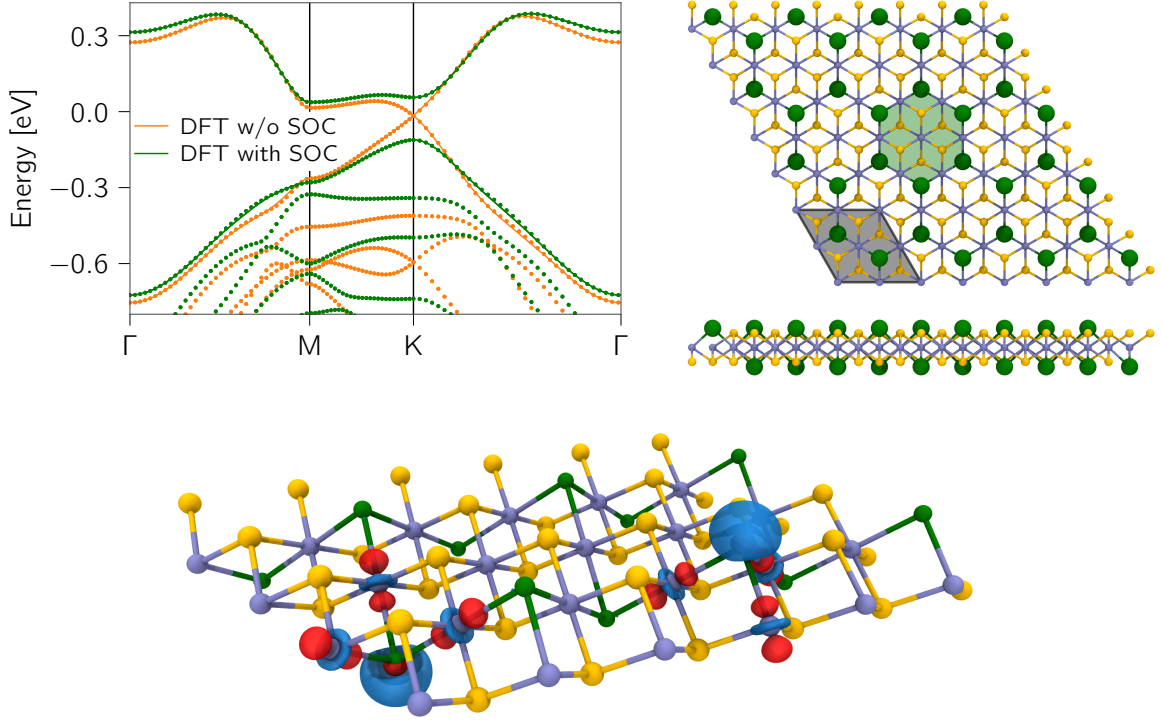 Energy [eV]
0.3
0.0
−0.3
−0.6
DFT w/o SOC
DFT with SOC
Γ
M
K
Γ